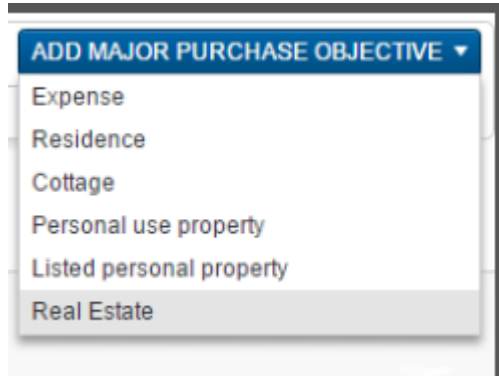 ADD MAJOR PURCHASE OBJECTIVE
Expense
Residence
Cottage
Personal use property
Listed personal property
Real Estate